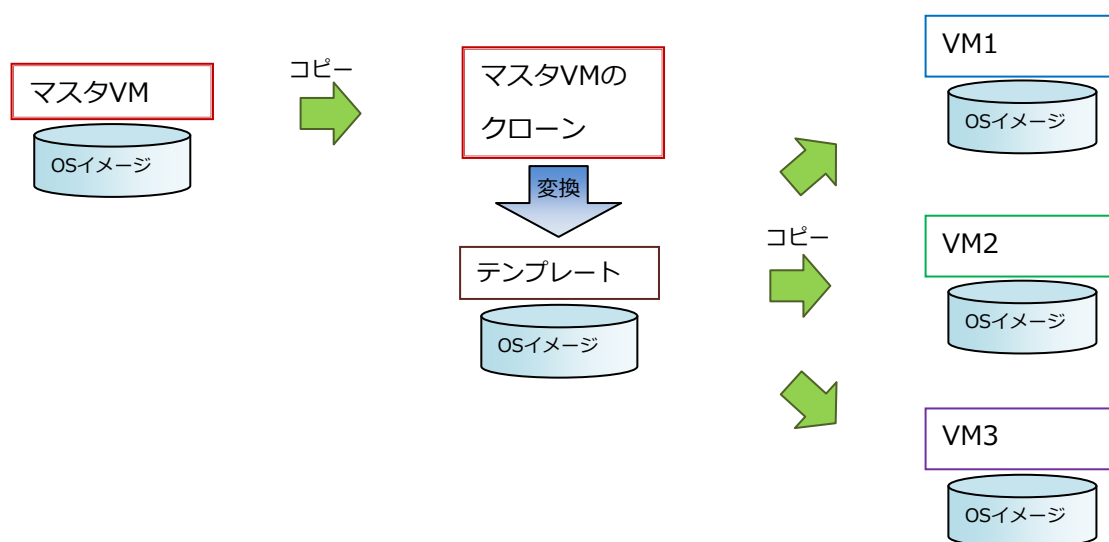 マスタVM
OSイメージ
コピー
マスタVMの
クローン
変換
テンプレート
OSイメージ
コピー
VM1
OSイメージ
VM2
OSイメージ
VM3
OSイメージ